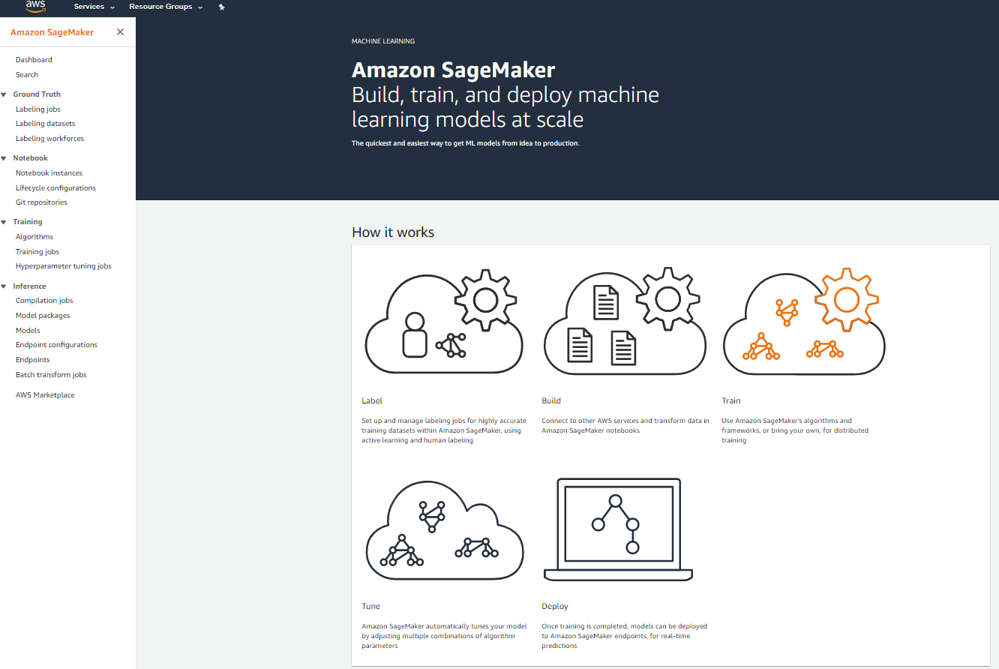 aws Services Resource Groups
Amazon SageMaker
Dashboard
Search
Ground Truth
Labeling jobs
Labeling datasets
Labeling workforces
Notebook
Notebook instances
Lifecycle configurations
Git repositories
Training
Algorithms
Training jobs
Hyperparameter tuning jobs
Inference
Compilation jobs
Model packages
Models
Endpoint configurations
Endpoints
Batch transform jobs
AWS Marketplace
MACHINE LEARNING
Amazon SageMaker
Build, train, and deploy machine
learning models at scale
The quickest and easiest way to get ML models from idea to production.
How it works
Label
Set up and manage labeling jobs for highly accurate
training datasets within Amazon SageMaker, using
active learning and human labeling
Build
Connect to other AWS services and transform data in
Amazon SageMaker notebooks
Train
Use Amazon SageMaker's algorithms and
frameworks, or bring your own, for distributed
training
Tune
Amazon SageMaker automatically tunes your model
by adjusting multiple combinations of algorithm
parameters
Deploy
Once training is completed, models can be deployed
to Amazon SageMaker endpoints, for real-time
predictions